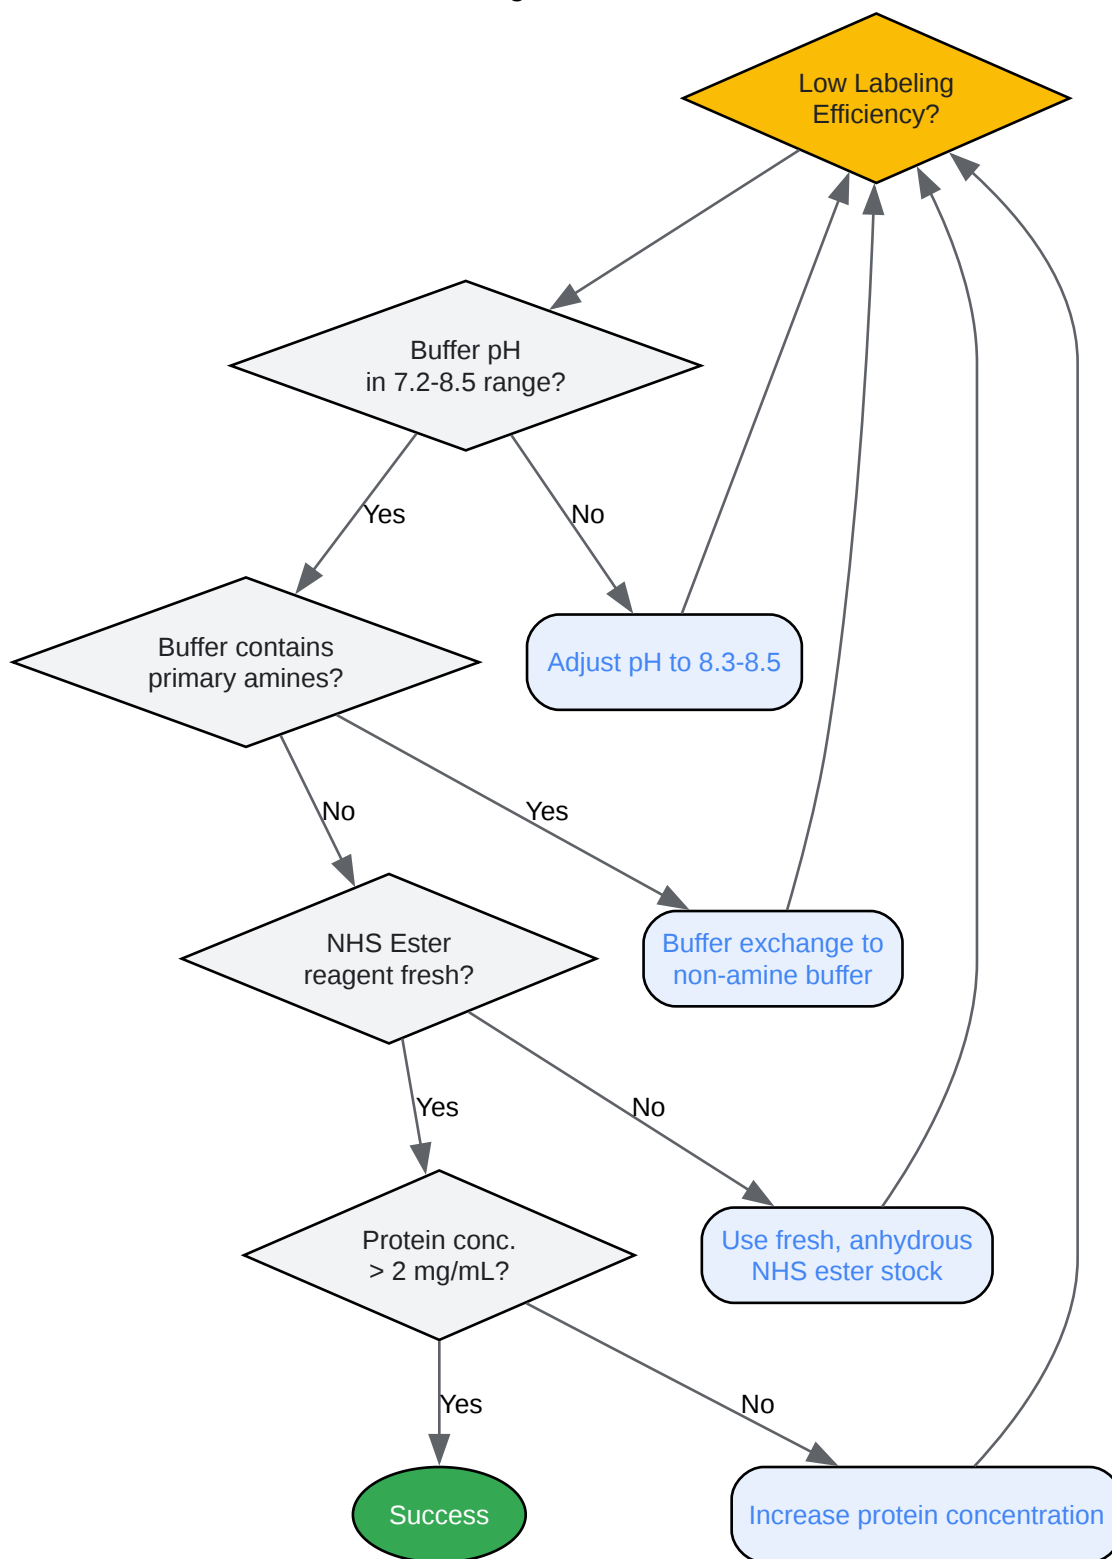 Low Labeling
Efficiency?
Buffer pH
in 7.2-8.5 range?
Yes
No
Buffer contains
primary amines?
Adjust pH to 8.3-8.5
No
Yes
NHS Ester
reagent fresh?
Buffer exchange to
non-amine buffer
Yes
No
Protein conc.
> 2 mg/mL?
Use fresh, anhydrous
NHS ester stock
Yes
No
Success
Increase protein concentration